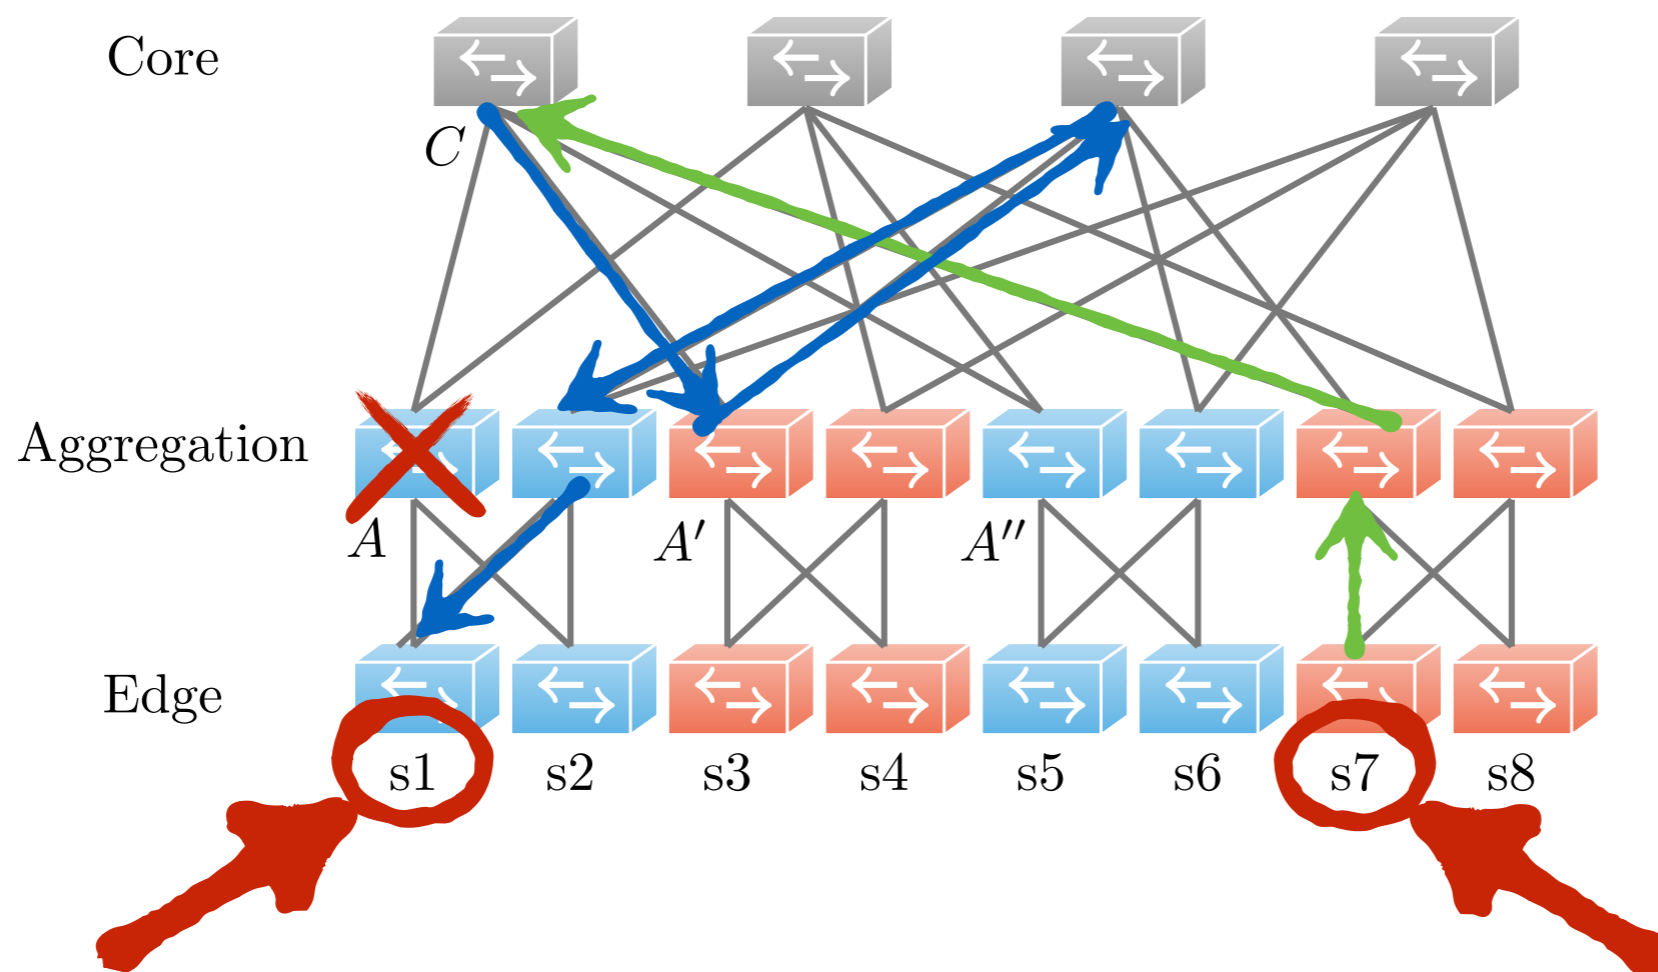 Core
C
Aggregation
A A′ A″
Edge
s1 s2 s3 s4 s5 s6 s7 s8